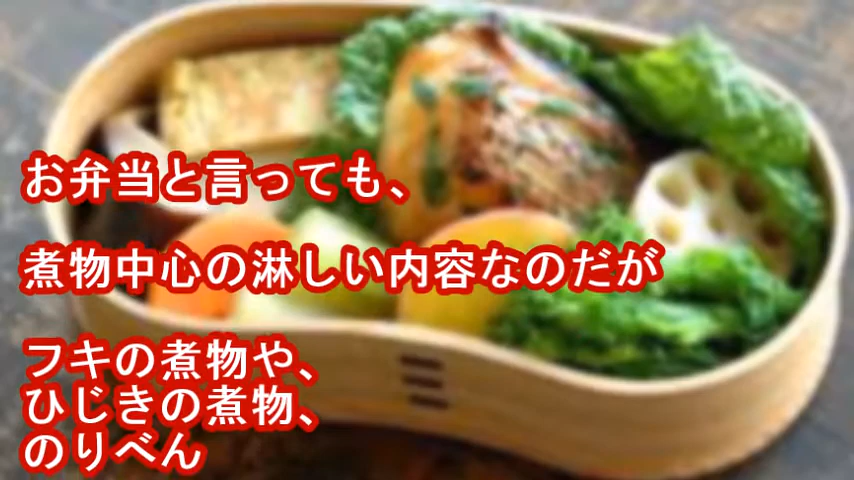 お弁当と言っても、
煮物中心の淋しい内容なのだが
フキの煮物や、
ひじきの煮物、
のりべん